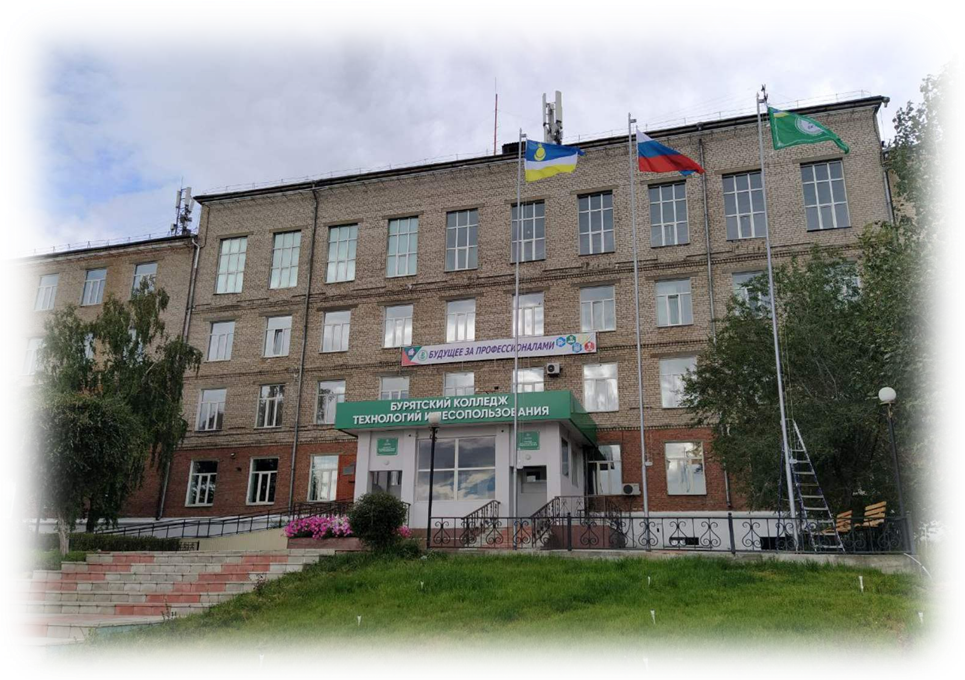 БУДУЩЕЕ ЗА ПРОФЕССИОНАЛАМИ
БУРЯТСКИЙ КОЛЛЕДЖ
ТЕХНОЛОГИЙ И ЛЕСОПОЛЬЗОВАНИЯ